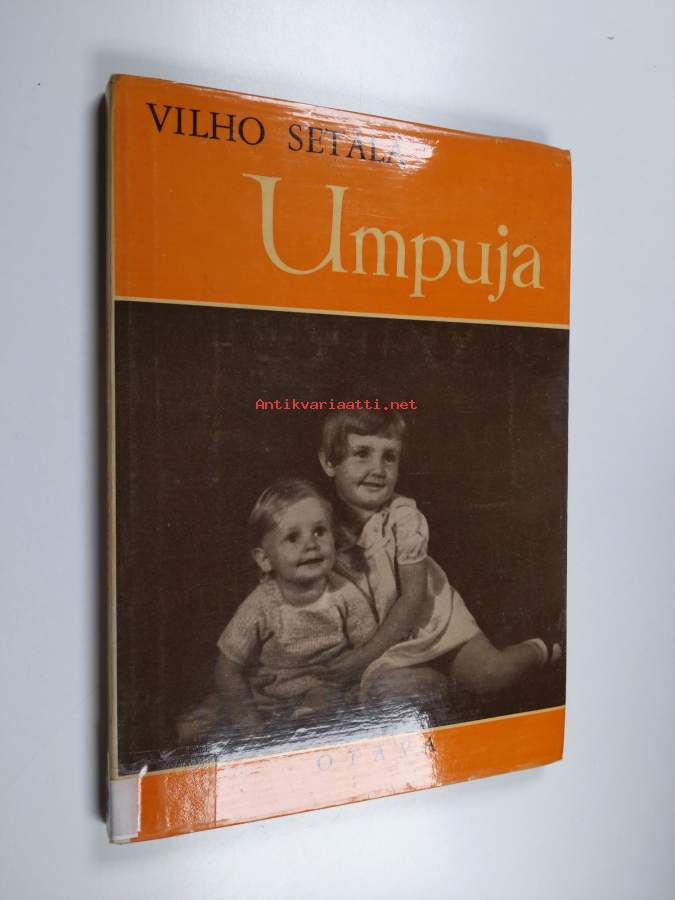 VILHO SETÄLÄ
Umpuja
Antikvariaatti.net
OTAVA